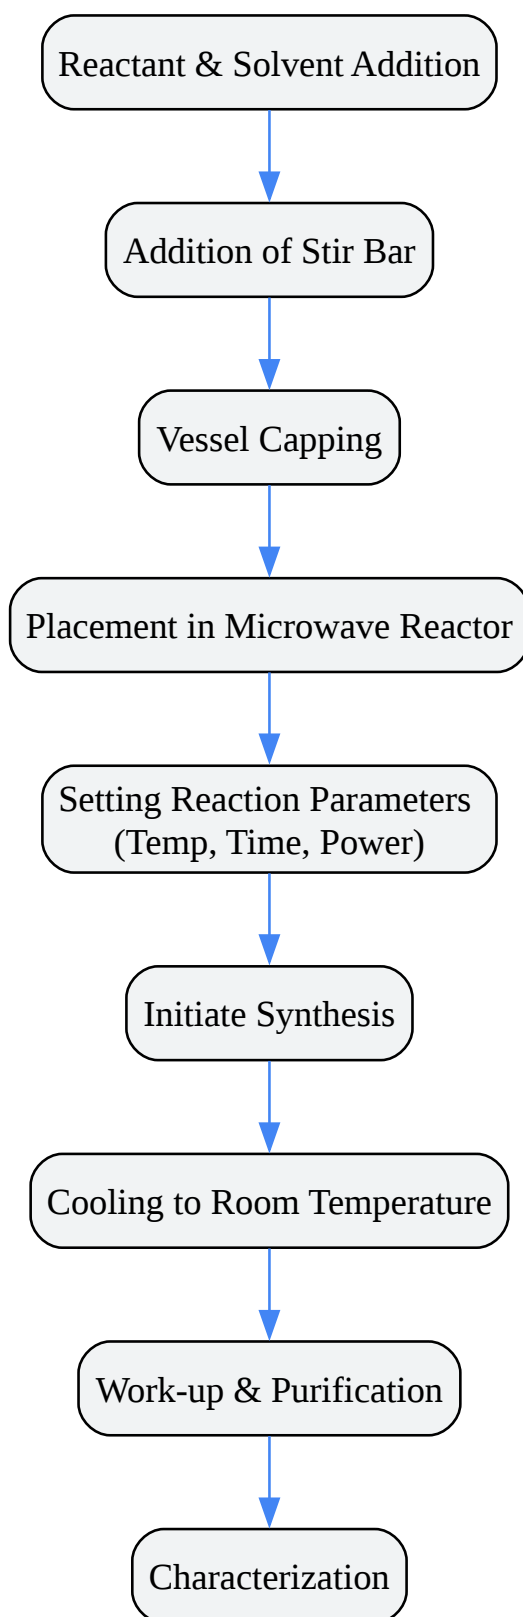 Reactant & Solvent Addition
Addition of Stir Bar
Vessel Capping
Placement in Microwave Reactor
Setting Reaction Parameters
(Temp, Time, Power)
Initiate Synthesis
Cooling to Room Temperature
Work-up & Purification
Characterization